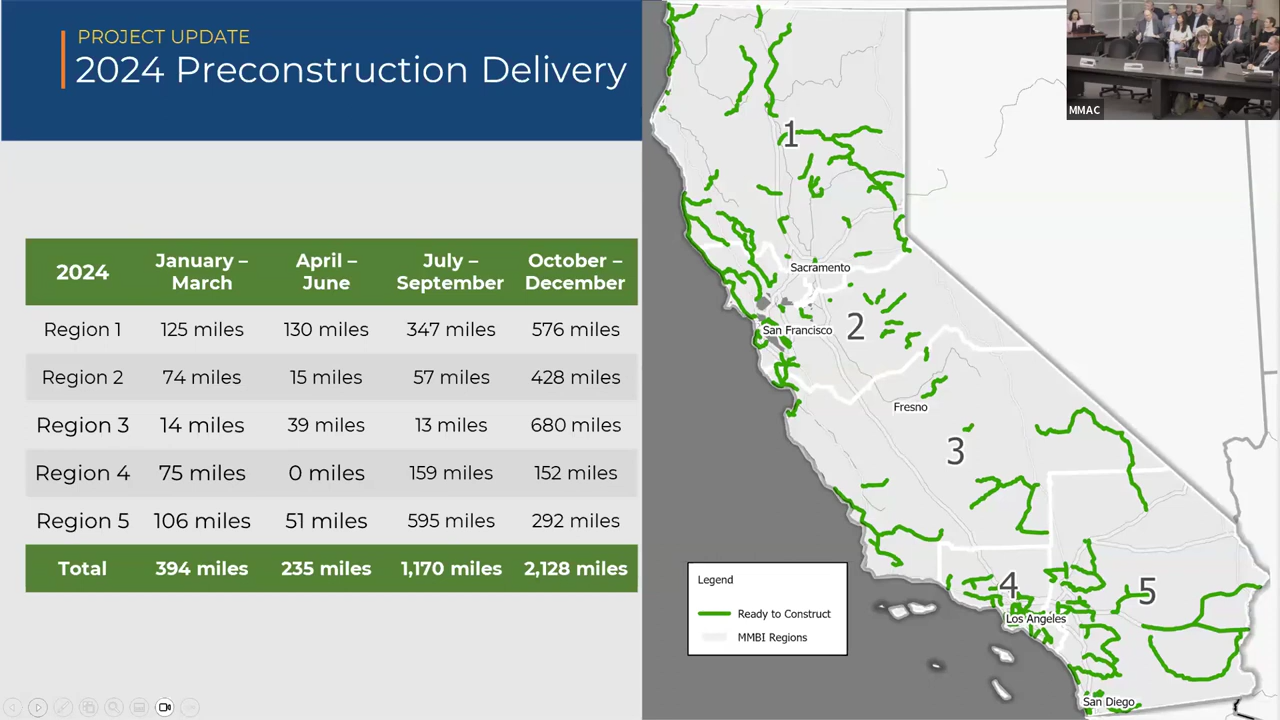 PROJECT UPDATE
2024 Preconstruction Delivery
2024 January – March April – June July – September October – December
Region 1 125 miles 130 miles 347 miles 576 miles
Region 2 74 miles 15 miles 57 miles 428 miles
Region 3 14 miles 39 miles 13 miles 680 miles
Region 4 75 miles 0 miles 159 miles 152 miles
Region 5 106 miles 51 miles 595 miles 292 miles
Total 394 miles 235 miles 1,170 miles 2,128 miles
MMAC
1
Sacramento
San Francisco
2
Fresno
3
4
5
Los Angeles
San Diego
Legend
Ready to Construct
MMBI Regions